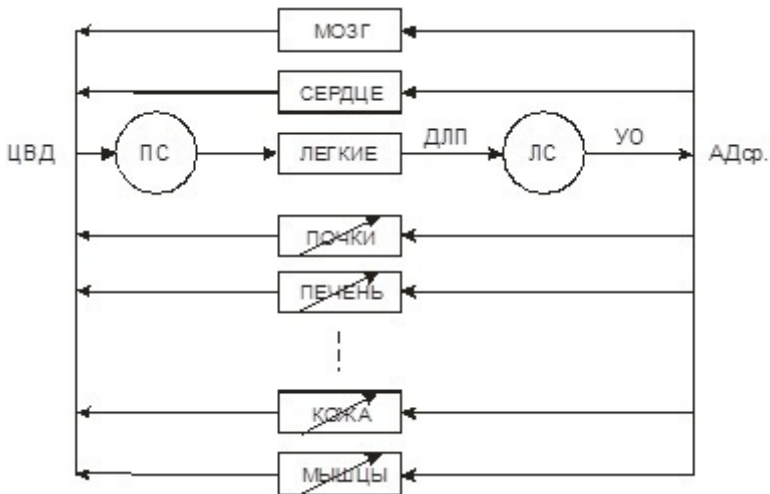 МОЗГ
СЕРДЦЕ
ЦВД ПС ЛЕГКИЕ ДЛП ЛС УО АДср.
ПОЧКИ
ПЕЧЕНЬ
КОЖА
МЫШЦЫ